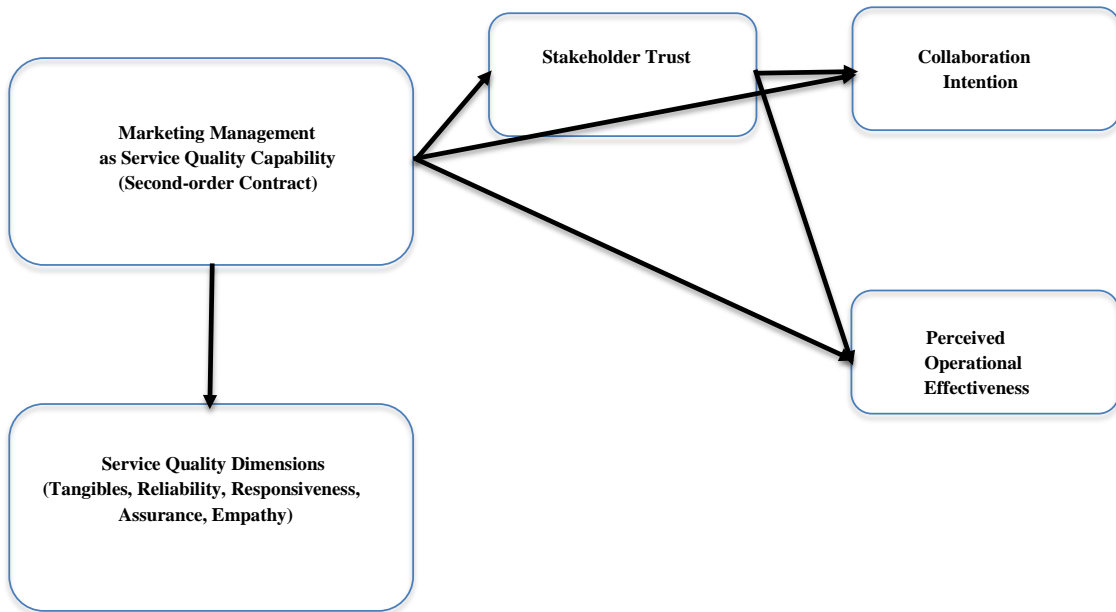 Stakeholder Trust
Collaboration
Intention
Marketing Management
as Service Quality Capability
(Second-order Contract)
Perceived
Operational
Effectiveness
Service Quality Dimensions
(Tangibles, Reliability, Responsiveness,
Assurance, Empathy)